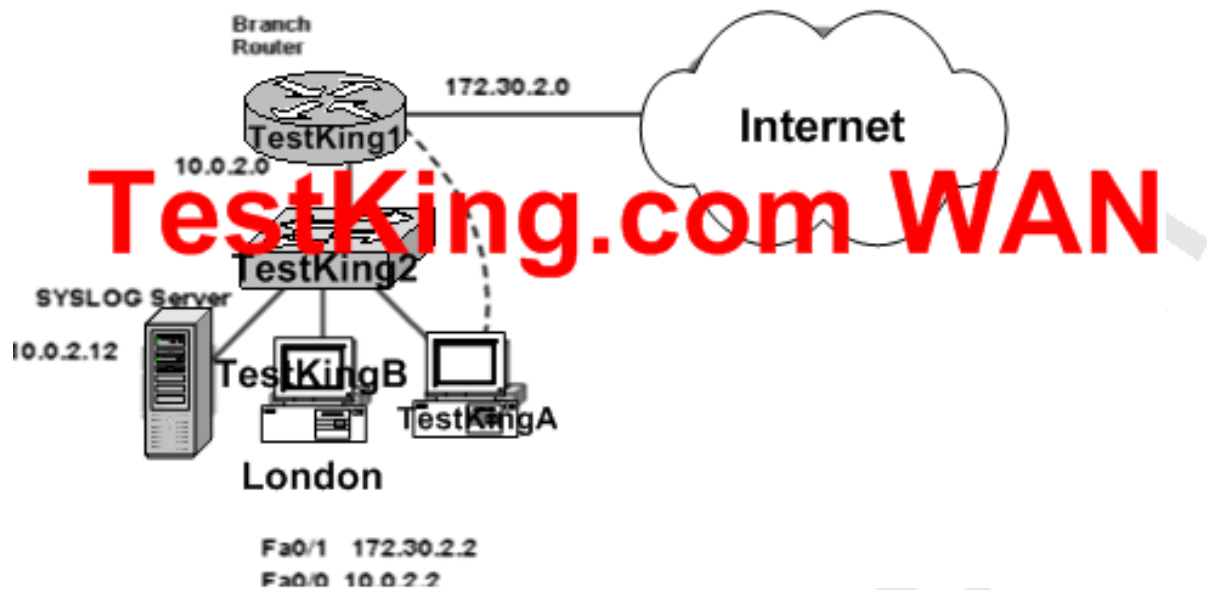 Branch
Router
172.30.2.0
Internet
TestKing1
10.0.2.0
TestKing.com WAN
TestKing2
SYSLOG Server
10.0.2.12
TestKingB
TestKingA
London
Fa0/1 172.30.2.2
Fa0/0 10.0.2.2